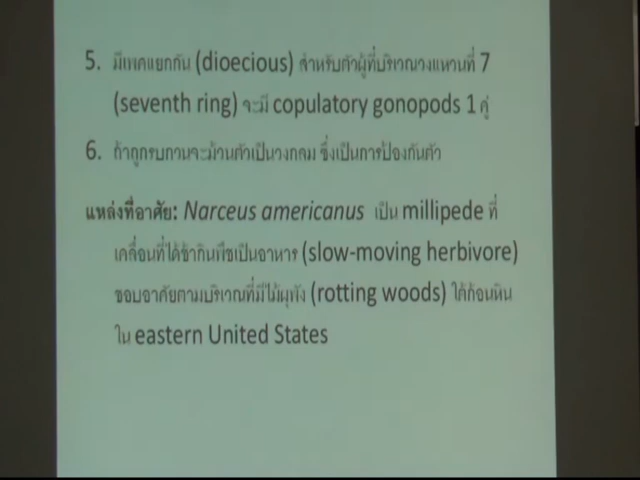 5. มีเพศแยกกัน (dioecious) สำหรับตัวผู้ที่บริเวณวงแหวนที่ 7
(seventh ring) จะมี copulatory gonopods 1 คู่
6. ถ้าถูกรบกวนจะม้วนตัวเป็นวงกลม ซึ่งเป็นการป้องกันตัว
แหล่งที่อาศัย: Narceus americanus เป็น millipede ที่
เคลื่อนที่ได้ช้ากินพืชเป็นอาหาร (slow-moving herbivore)
ชอบอาศัยตามบริเวณที่มีไม้ผุพัง (rotting woods) ใต้ก้อนหิน
ใน eastern United States